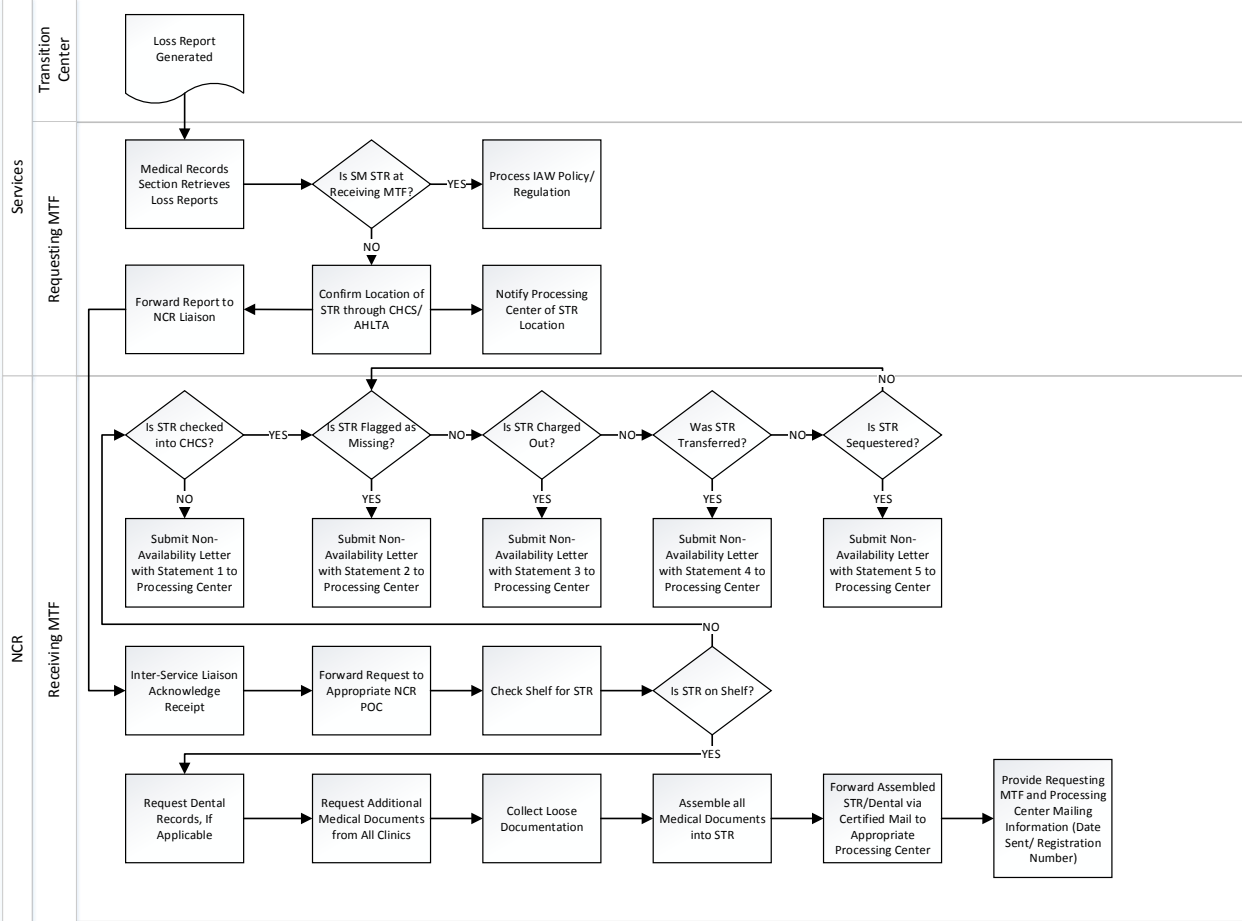 Services
Transition
Center
Loss Report
Generated
Requesting MTF
Medical Records
Section Retrieves
Loss Reports
Is SM STR at
Receiving MTF?
YES
Process IAW Policy/
Regulation
NO
Forward Report to
NCR Liaison
Confirm Location of
STR through CHCS/
AHLTA
Notify Processing
Center of STR
Location
NCR
Receiving MTF
NO
Is STR checked
into CHCS?
YES
Is STR Flagged as
Missing?
NO
Is STR Charged
Out?
NO
Was STR
Transferred?
NO
Is STR
Sequestered?
NO
YES
YES
YES
YES
Submit Non-
Availability Letter
with Statement 1 to
Processing Center
Submit Non-
Availability Letter
with Statement 2 to
Processing Center
Submit Non-
Availability Letter
with Statement 3 to
Processing Center
Submit Non-
Availability Letter
with Statement 4 to
Processing Center
Submit Non-
Availability Letter
with Statement 5 to
Processing Center
NO
Inter-Service Liaison
Acknowledge
Receipt
Forward Request to
Appropriate NCR
POC
Check Shelf for STR
Is STR on Shelf?
YES
Request Dental
Records, If
Applicable
Request Additional
Medical Documents
from All Clinics
Collect Loose
Documentation
Assemble all
Medical Documents
into STR
Forward Assembled
STR/Dental via
Certified Mail to
Appropriate
Processing Center
Provide Requesting
MTF and Processing
Center Mailing
Information (Date
Sent/ Registration
Number)